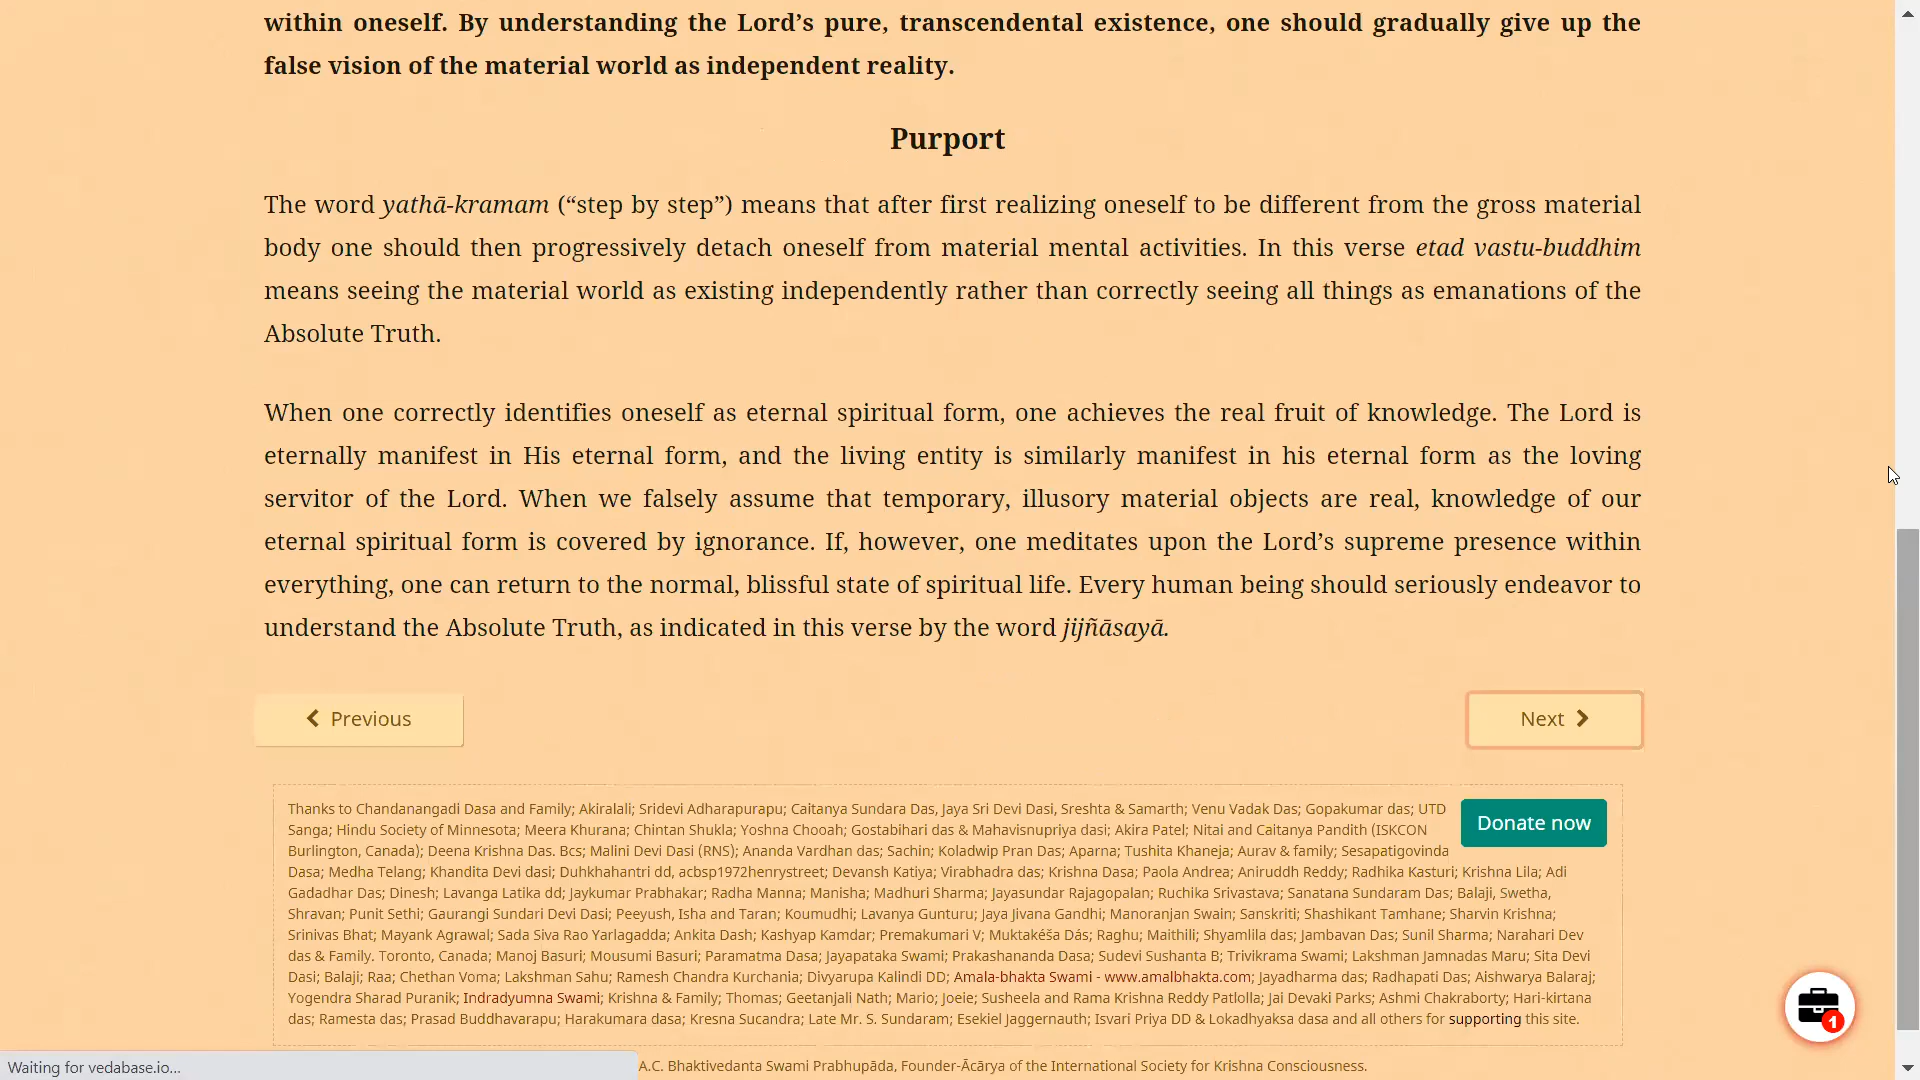 within oneself. By understanding the Lord’s pure, transcendental existence, one should gradually give up the
false vision of the material world as independent reality.
Purport
The word yathā-kramam (“step by step”) means that after first realizing oneself to be different from the gross material
body one should then progressively detach oneself from material mental activities. In this verse etad vastu-buddhim
means seeing the material world as existing independently rather than correctly seeing all things as emanations of the
Absolute Truth.
When one correctly identifies oneself as eternal spiritual form, one achieves the real fruit of knowledge. The Lord is
eternally manifest in His eternal form, and the living entity is similarly manifest in his eternal form as the loving
servitor of the Lord. When we falsely assume that temporary, illusory material objects are real, knowledge of our
eternal spiritual form is covered by ignorance. If, however, one meditates upon the Lord’s supreme presence within
everything, one can return to the normal, blissful state of spiritual life. Every human being should seriously endeavor to
understand the Absolute Truth, as indicated in this verse by the word jijñāsayā.
Previous
Next
Thanks to Chandanangadi Dasa and Family; Akiralali; Sridevi Adharapurapu; Caitanya Sundara Das, Jaya Sri Devi Dasi, Sreshta & Samarth; Venu Vadak Das; Gopakumar das; UTD
Sanga; Hindu Society of Minnesota; Meera Khurana; Chintan Shukla; Yoshna Chooah; Gostabihari das & Mahavisnupriya dasi; Akira Patel; Nitai and Caitanya Pandith (ISKCON
Burlington, Canada); Deena Krishna Das. Bcs; Malini Devi Dasi (RNS); Ananda Vardhan das; Sachin; Koladwip Pran Das; Aparna; Tushita Khaneja; Aurav & family; Sesapatigovinda
Dasa; Medha Telang; Khandita Devi dasi; Duhkhahantri dd, acbsp1972henrystreet; Devansh Katiya; Virabhadra das; Krishna Dasa; Paola Andrea; Aniruddh Reddy; Radhika Kasturi; Krishna Lila; Adi
Gadadhar Das; Dinesh; Lavanga Latika dd; Jaykumar Prabhakar; Radha Manna; Manisha; Madhuri Sharma; Jayasundar Rajagopalan; Ruchika Srivastava; Sanatana Sundaram Das; Balaji, Swetha,
Shravan; Punit Sethi; Gaurangi Sundari Devi Dasi; Peeyush, Isha and Taran; Koumudhi; Lavanya Gunturu; Jaya Jivana Gandhi; Manoranjan Swain; Sanskriti; Shashikant Tamhane; Sharvin Krishna;
Srinivas Bhat; Mayank Agrawal; Sada Siva Rao Yarlagadda; Ankita Dash; Kashyap Kamdar; Premakumari V; Muktakéša Dás; Raghu; Maithili; Shyamlila das; Jambavan Das; Sunil Sharma; Narahari Dev
das & Family. Toronto, Canada; Manoj Basuri; Mousumi Basuri; Paramatma Dasa; Jayapataka Swami; Prakashananda Dasa; Sudevi Sushanta B; Trivikrama Swami; Lakshman Jamnadas Maru; Sita Devi
Dasi; Balaji; Raa; Chethan Voma; Lakshman Sahu; Ramesh Chandra Kurchania; Divyarupa Kalindi DD; Amala-bhakta Swami - www.amalbhakta.com; Jayadharma das; Radhapati Das; Aishwarya Balaraj;
Yogendra Sharad Puranik; Indradyumna Swami; Krishna & Family; Thomas; Geetanjali Nath; Mario; Joeie; Susheela and Rama Krishna Reddy Patlolla; Jai Devaki Parks; Ashmi Chakraborty; Hari-kirtana
das; Ramesta das; Prasad Buddhavarapu; Harakumara dasa; Kresna Sucandra; Late Mr. S. Sundaram; Esekiel Jaggernauth; Isvari Priya DD & Lokadhyaksa dasa and all others for supporting this site.
Donate now
1
Waiting for vedabase.io...
A.C. Bhaktivedanta Swami Prabhupāda, Founder-Ācārya of the International Society for Krishna Consciousness.